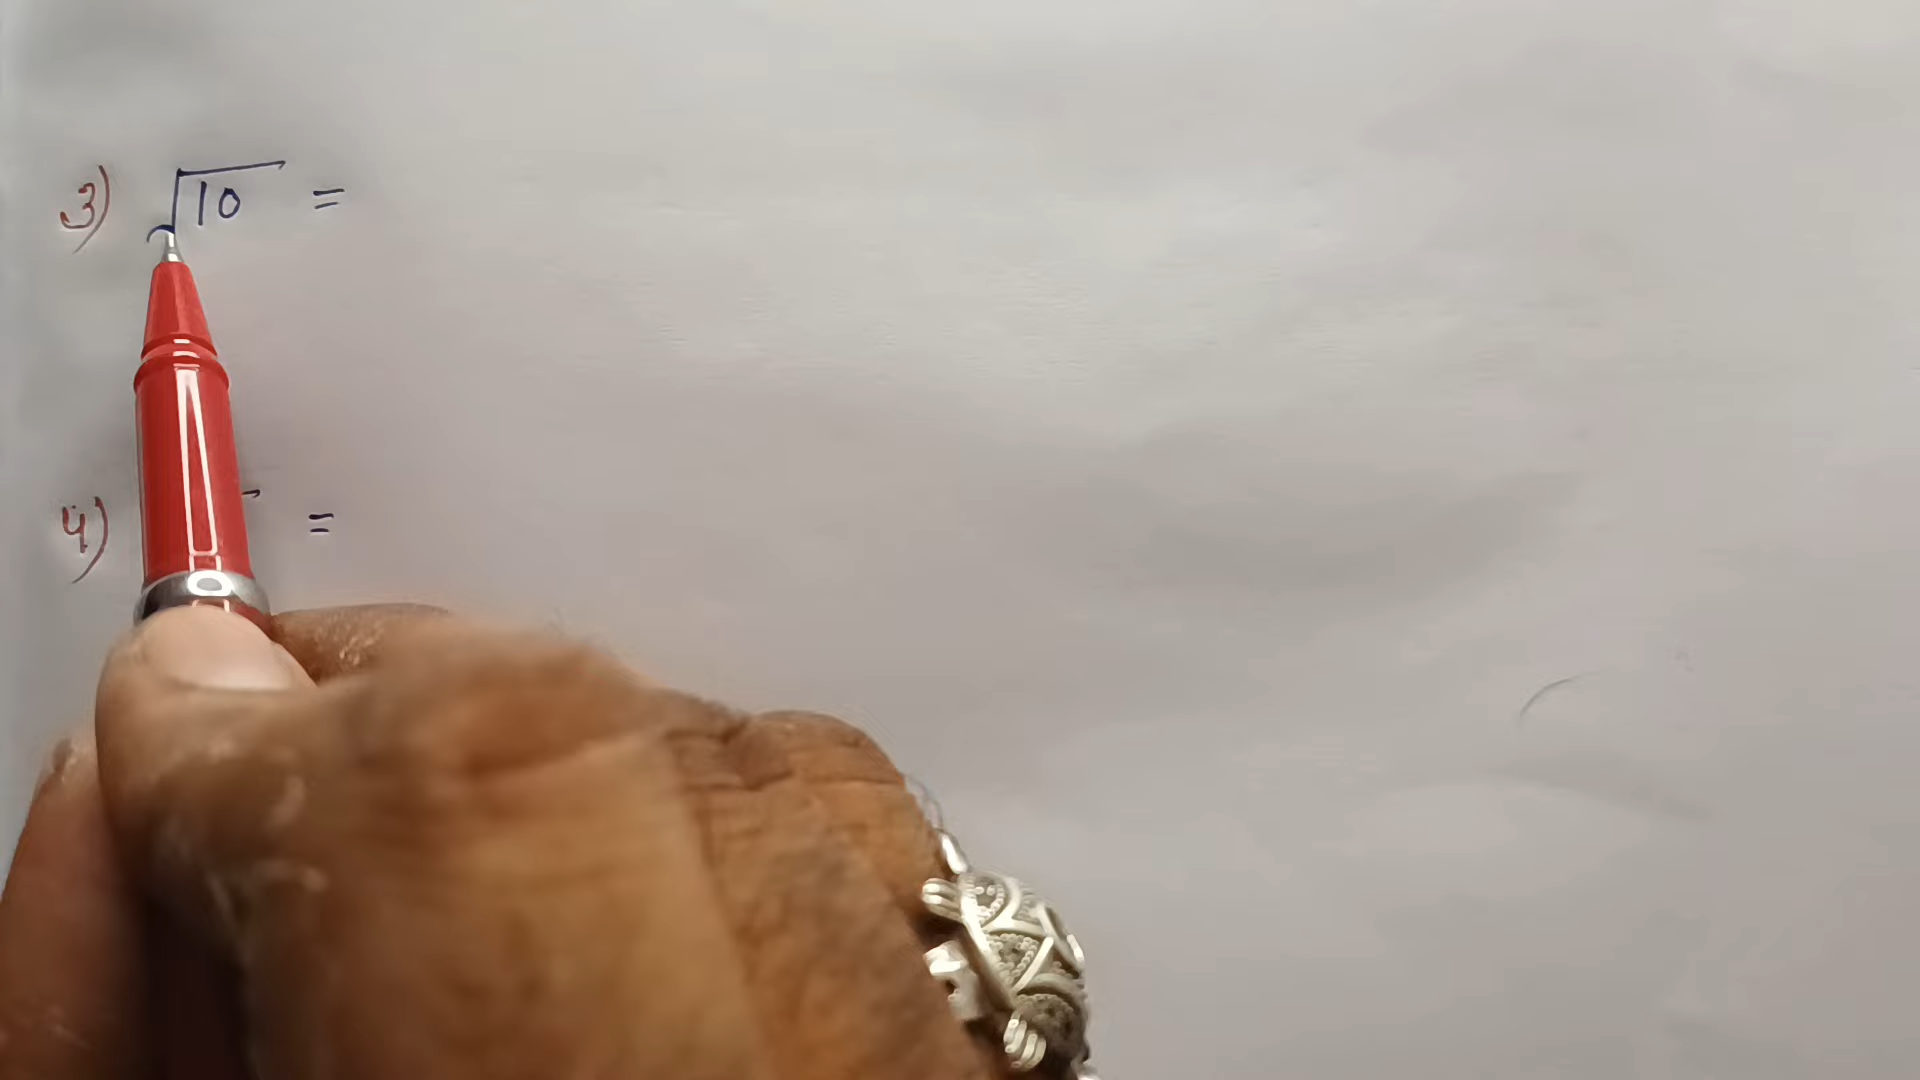 3) √10 =
4) =